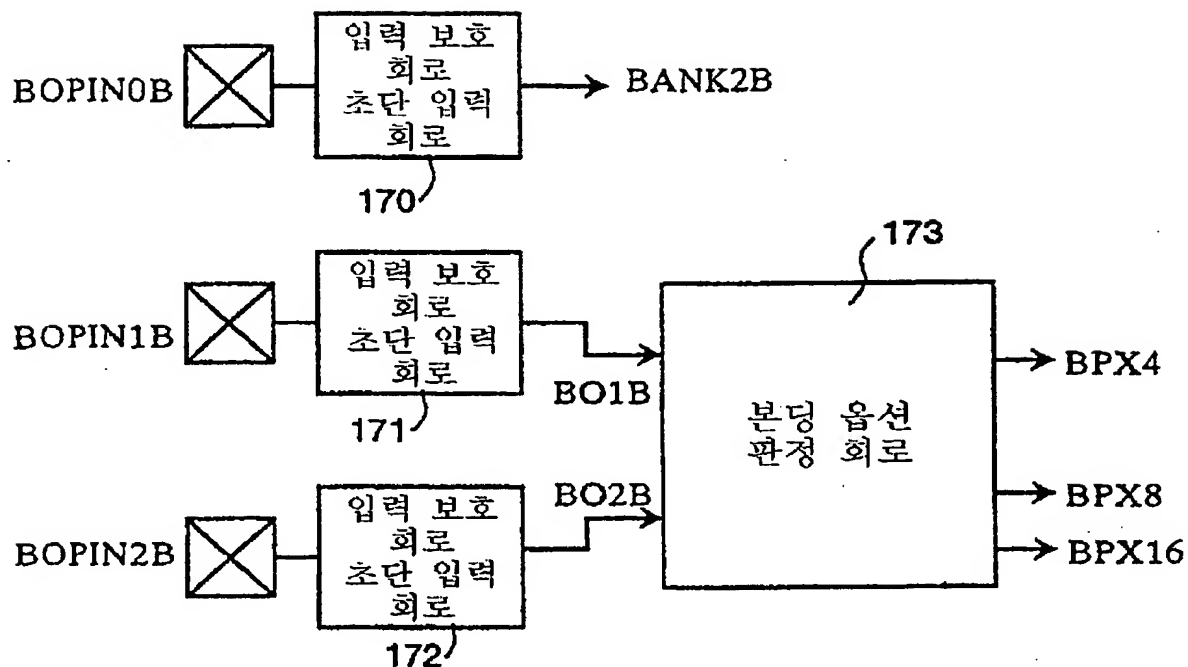 입력 보호
회로
초단 입력
회로
BOPIN0B
BANK2B
170
173
입력 보호
회로
초단 입력
회로
BOPIN1B
BO1B
171
본딩 옵션
판정 회로
BPX4
BO2B
BPX8
BPX16
입력 보호
회로
초단 입력
회로
BOPIN2B
172